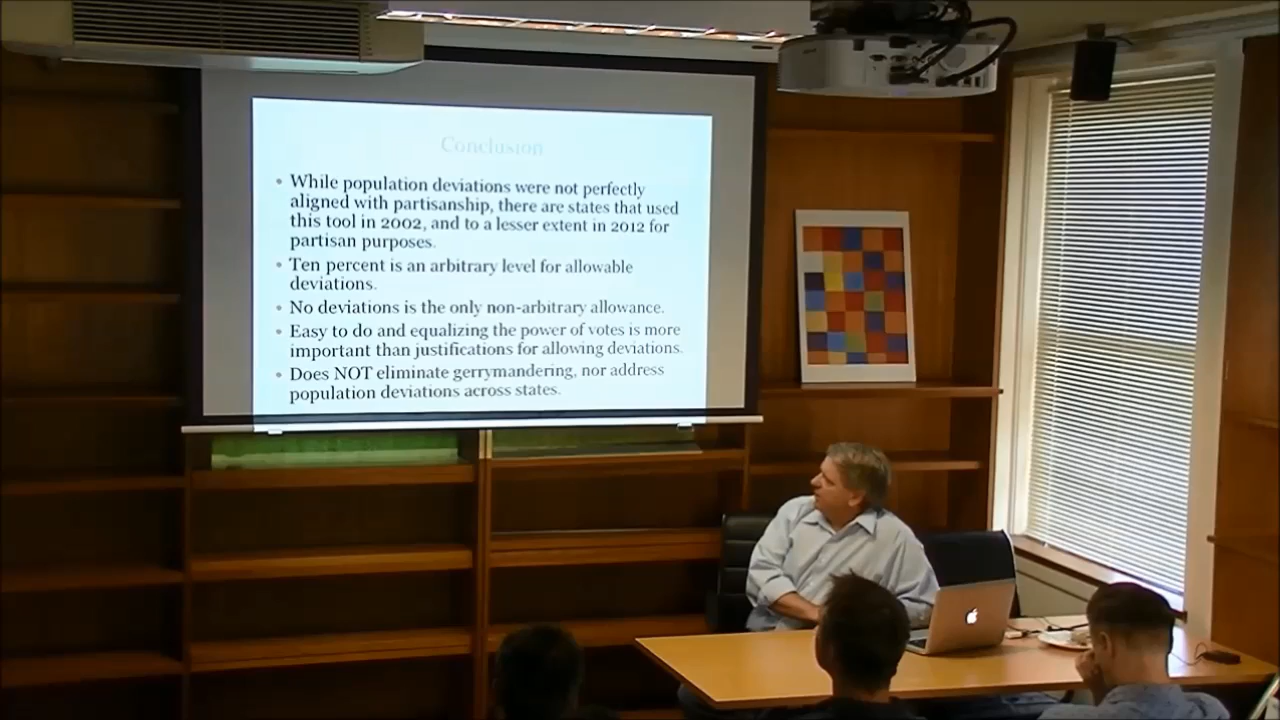 Conclusion
• While population deviations were not perfectly
aligned with partisanship, there are states that used
this tool in 2002, and to a lesser extent in 2012 for
partisan purposes.
• Ten percent is an arbitrary level for allowable
deviations.
• No deviations is the only non-arbitrary allowance.
• Easy to do and equalizing the power of votes is more
important than justifications for allowing deviations.
• Does NOT eliminate gerrymandering, nor address
population deviations across states.